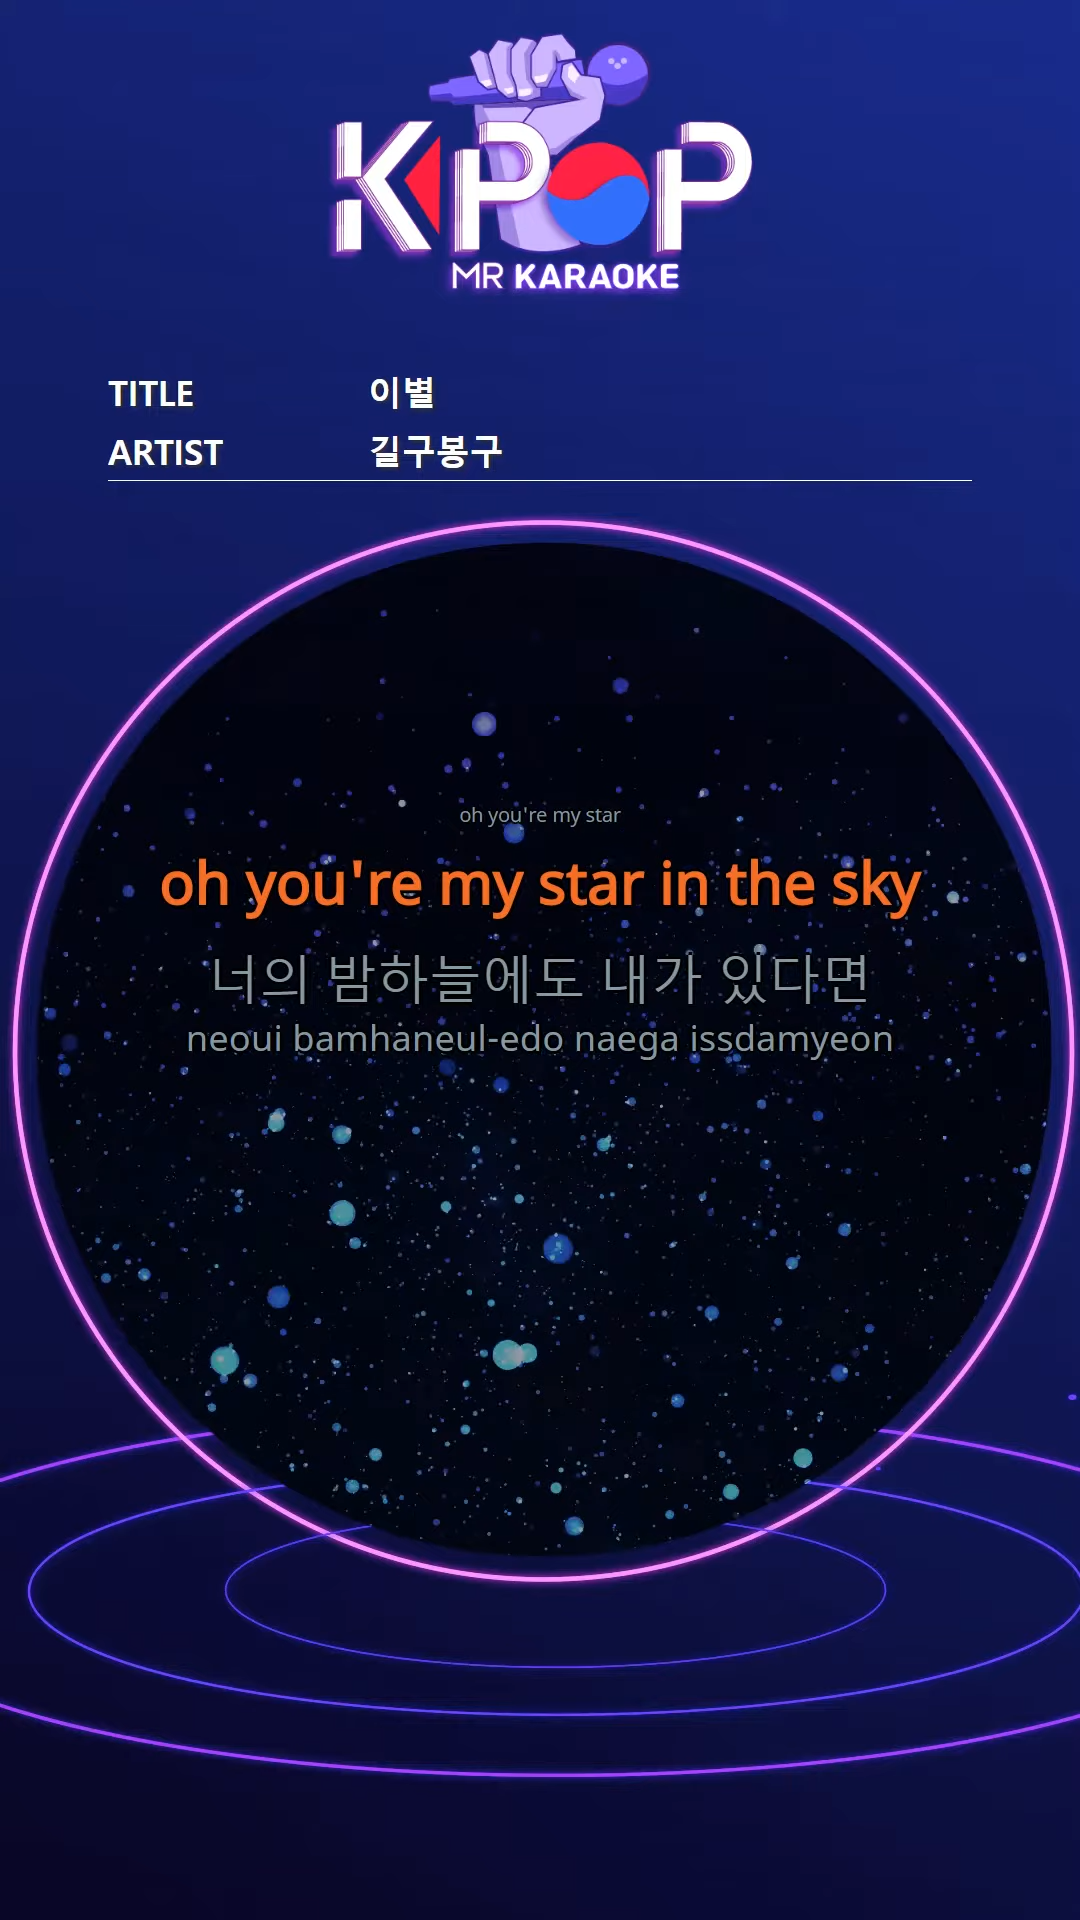 KPOP
MR KARAOKE
TITLE 이별
ARTIST 길구봉구
oh you're my star
oh you're my star in the sky
너의 밤하늘에도 내가 있다면
neoui bamhaneul-edo naega issdamyeon